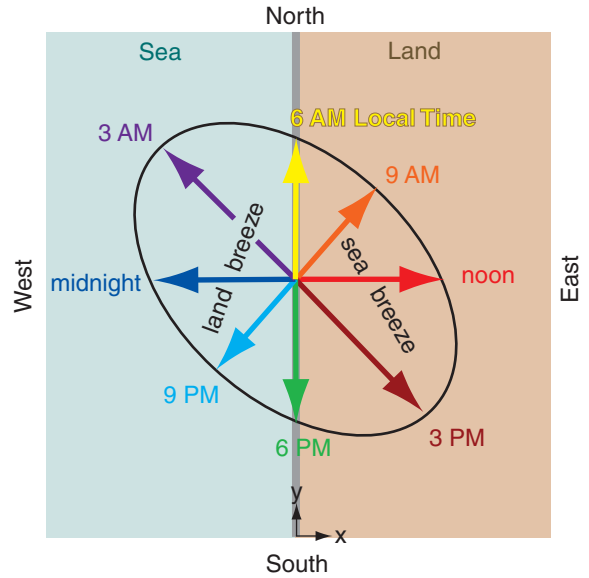 North
Sea
Land
6 AM Local Time
3 AM
9 AM
land breeze
sea breeze
West
midnight
noon
East
9 PM
6 PM
3 PM
y
x
South